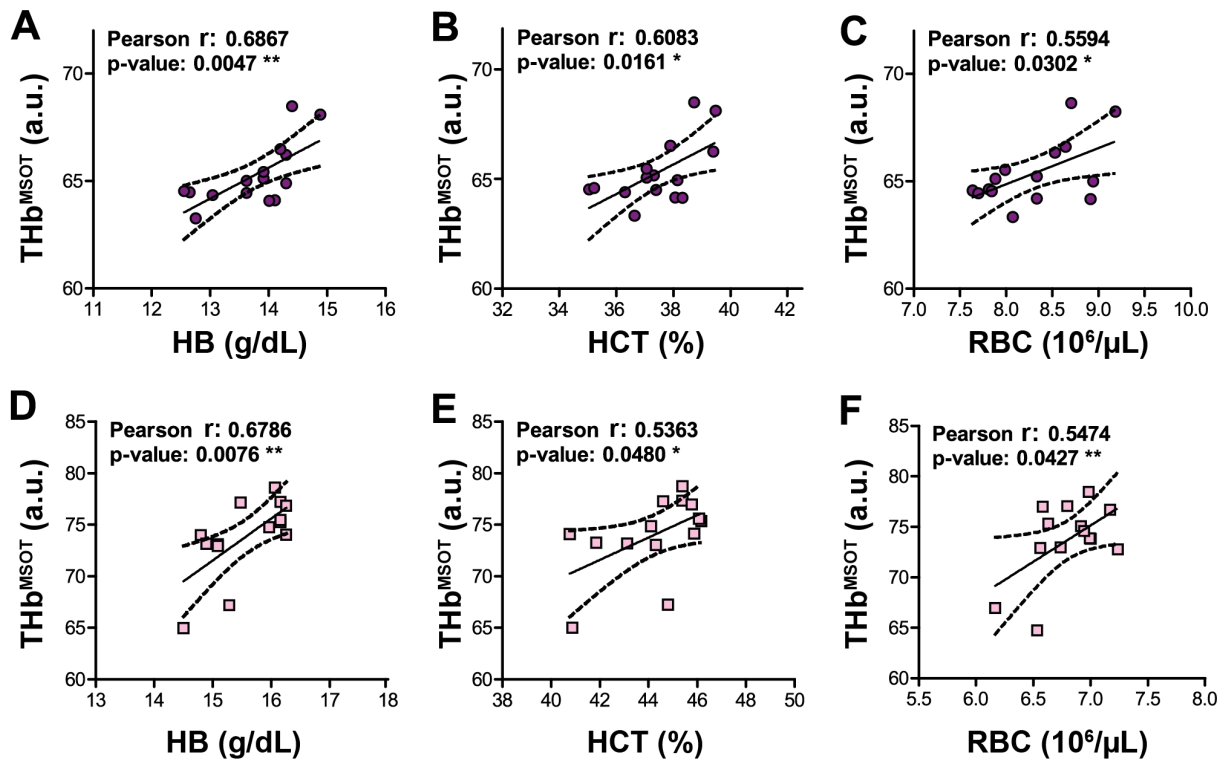 A
Pearson r: 0.6867
p-value: 0.0047 **
70
65
60
THb^MSOT (a.u.)
11 12 13 14 15 16
HB (g/dL)
B
Pearson r: 0.6083
p-value: 0.0161 *
70
65
60
THb^MSOT (a.u.)
32 34 36 38 40 42
HCT (%)
C
Pearson r: 0.5594
p-value: 0.0302 *
70
65
60
THb^MSOT (a.u.)
7.0 7.5 8.0 8.5 9.0 9.5 10.0
RBC (10⁶/µL)
D
Pearson r: 0.6786
p-value: 0.0076 **
85
80
75
70
65
60
THb^MSOT (a.u.)
13 14 15 16 17 18
HB (g/dL)
E
Pearson r: 0.5363
p-value: 0.0480 *
85
80
75
70
65
60
THb^MSOT (a.u.)
38 40 42 44 46 48 50
HCT (%)
F
Pearson r: 0.5474
p-value: 0.0427 **
85
80
75
70
65
60
THb^MSOT (a.u.)
5.5 6.0 6.5 7.0 7.5 8.0
RBC (10⁶/µL)